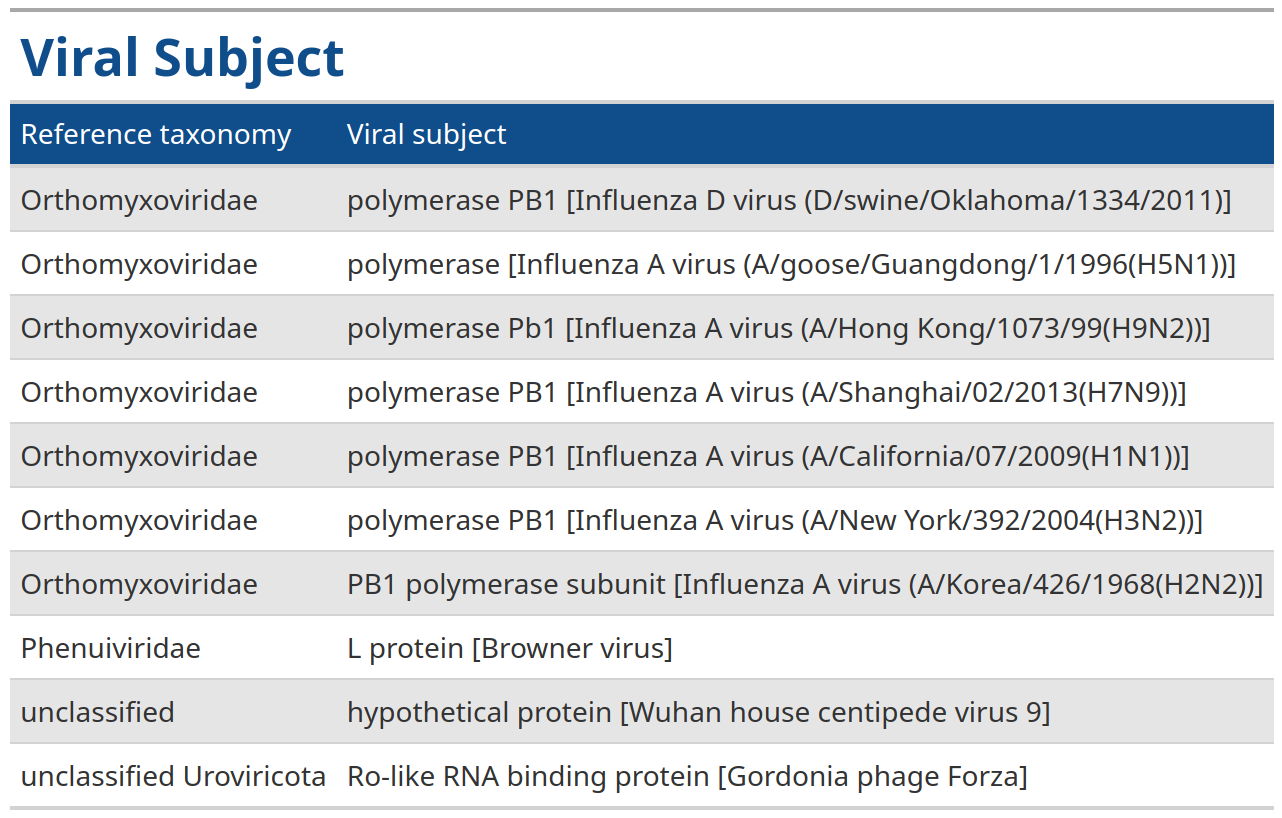 Viral Subject
Reference taxonomy Viral subject
Orthomyxoviridae polymerase PB1 [Influenza D virus (D/swine/Oklahoma/1334/2011)]
Orthomyxoviridae polymerase [Influenza A virus (A/goose/Guangdong/1/1996(H5N1))]
Orthomyxoviridae polymerase Pb1 [Influenza A virus (A/Hong Kong/1073/99(H9N2))]
Orthomyxoviridae polymerase PB1 [Influenza A virus (A/Shanghai/02/2013(H7N9))]
Orthomyxoviridae polymerase PB1 [Influenza A virus (A/California/07/2009(H1N1))]
Orthomyxoviridae polymerase PB1 [Influenza A virus (A/New York/392/2004(H3N2))]
Orthomyxoviridae PB1 polymerase subunit [Influenza A virus (A/Korea/426/1968(H2N2))]
Phenuiviridae L protein [Browner virus]
unclassified hypothetical protein [Wuhan house centipede virus 9]
unclassified Uroviricota Ro-like RNA binding protein [Gordonia phage Forza]